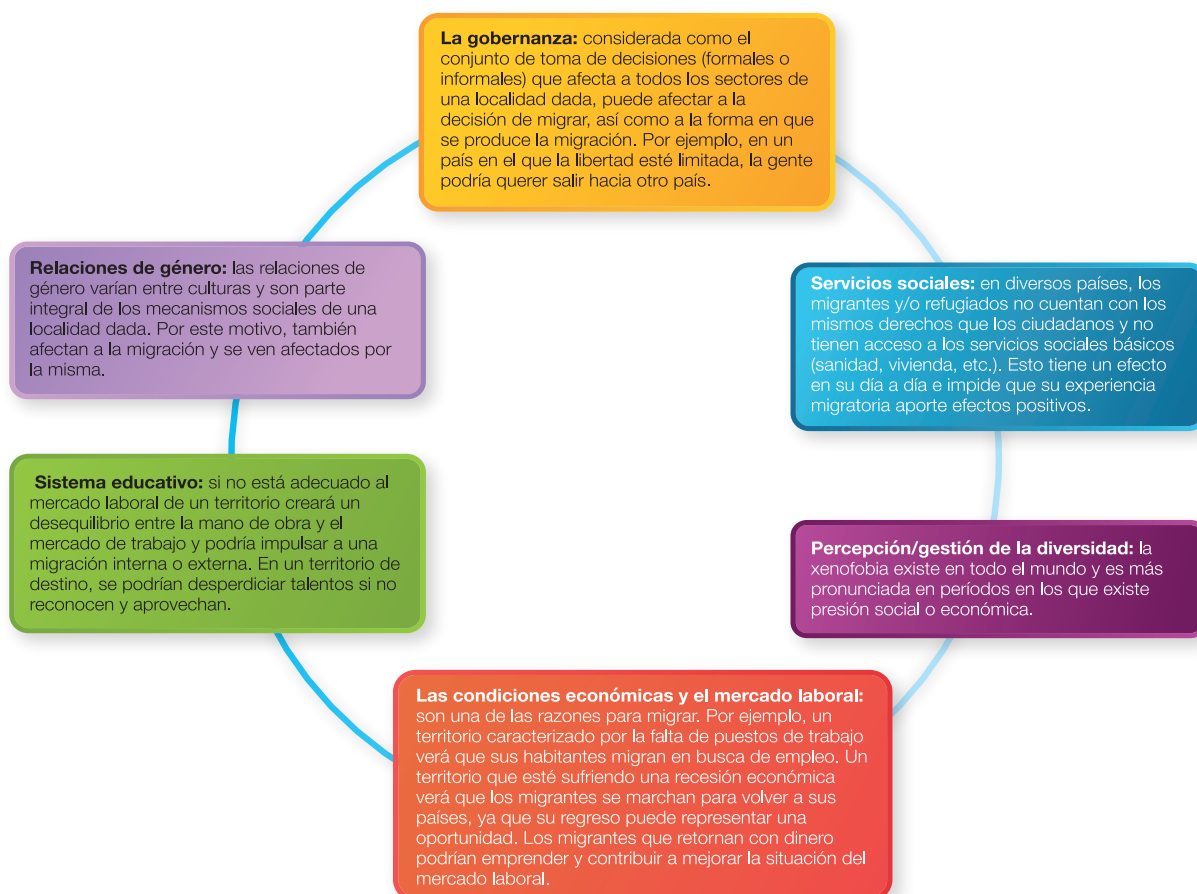 La gobernanza: considerada como el
conjunto de toma de decisiones (formales o
informales) que afecta a todos los sectores de
una localidad dada, puede afectar a la
decisión de migrar, así como a la forma en que
se produce la migración. Por ejemplo, en un
país en el que la libertad esté limitada, la gente
podría querer salir hacia otro país.
Relaciones de género: las relaciones de
género varían entre culturas y son parte
integral de los mecanismos sociales de una
localidad dada. Por este motivo, también
afectan a la migración y se ven afectados por
la misma.
Servicios sociales: en diversos países, los
migrantes y/o refugiados no cuentan con los
mismos derechos que los ciudadanos y no
tienen acceso a los servicios sociales básicos
(sanidad, vivienda, etc.). Esto tiene un efecto
en su día a día e impide que su experiencia
migratoria aporte efectos positivos.
Sistema educativo: si no está adecuado al
mercado laboral de un territorio creará un
desequilibrio entre la mano de obra y el
mercado de trabajo y podría impulsar a una
migración interna o externa. En un territorio de
destino, se podrían desperdiciar talentos si no
reconocen y aprovechan.
Percepción/gestión de la diversidad: la
xenofobia existe en todo el mundo y es más
pronunciada en períodos en los que existe
presión social o económica.
Las condiciones económicas y el mercado laboral:
son una de las razones para migrar. Por ejemplo, un
territorio caracterizado por la falta de puestos de trabajo
verá que sus habitantes migran en busca de empleo. Un
territorio que esté sufriendo una recesión económica
verá que los migrantes se marchan para volver a sus
países, ya que su regreso puede representar una
oportunidad. Los migrantes que retornan con dinero
podrían emprender y contribuir a mejorar la situación del
mercado laboral.